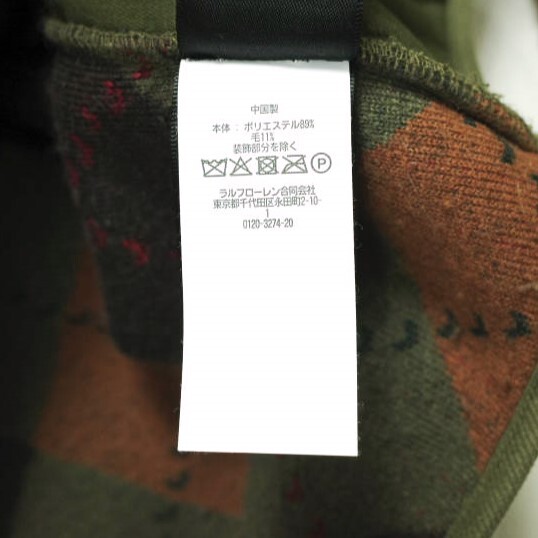 中国製
本体 : ポリエステル89%
毛11%
装飾部分を除く
P
ラルフローレン合同会社
東京都千代田区永田町2-10-
1
0120-3274-20